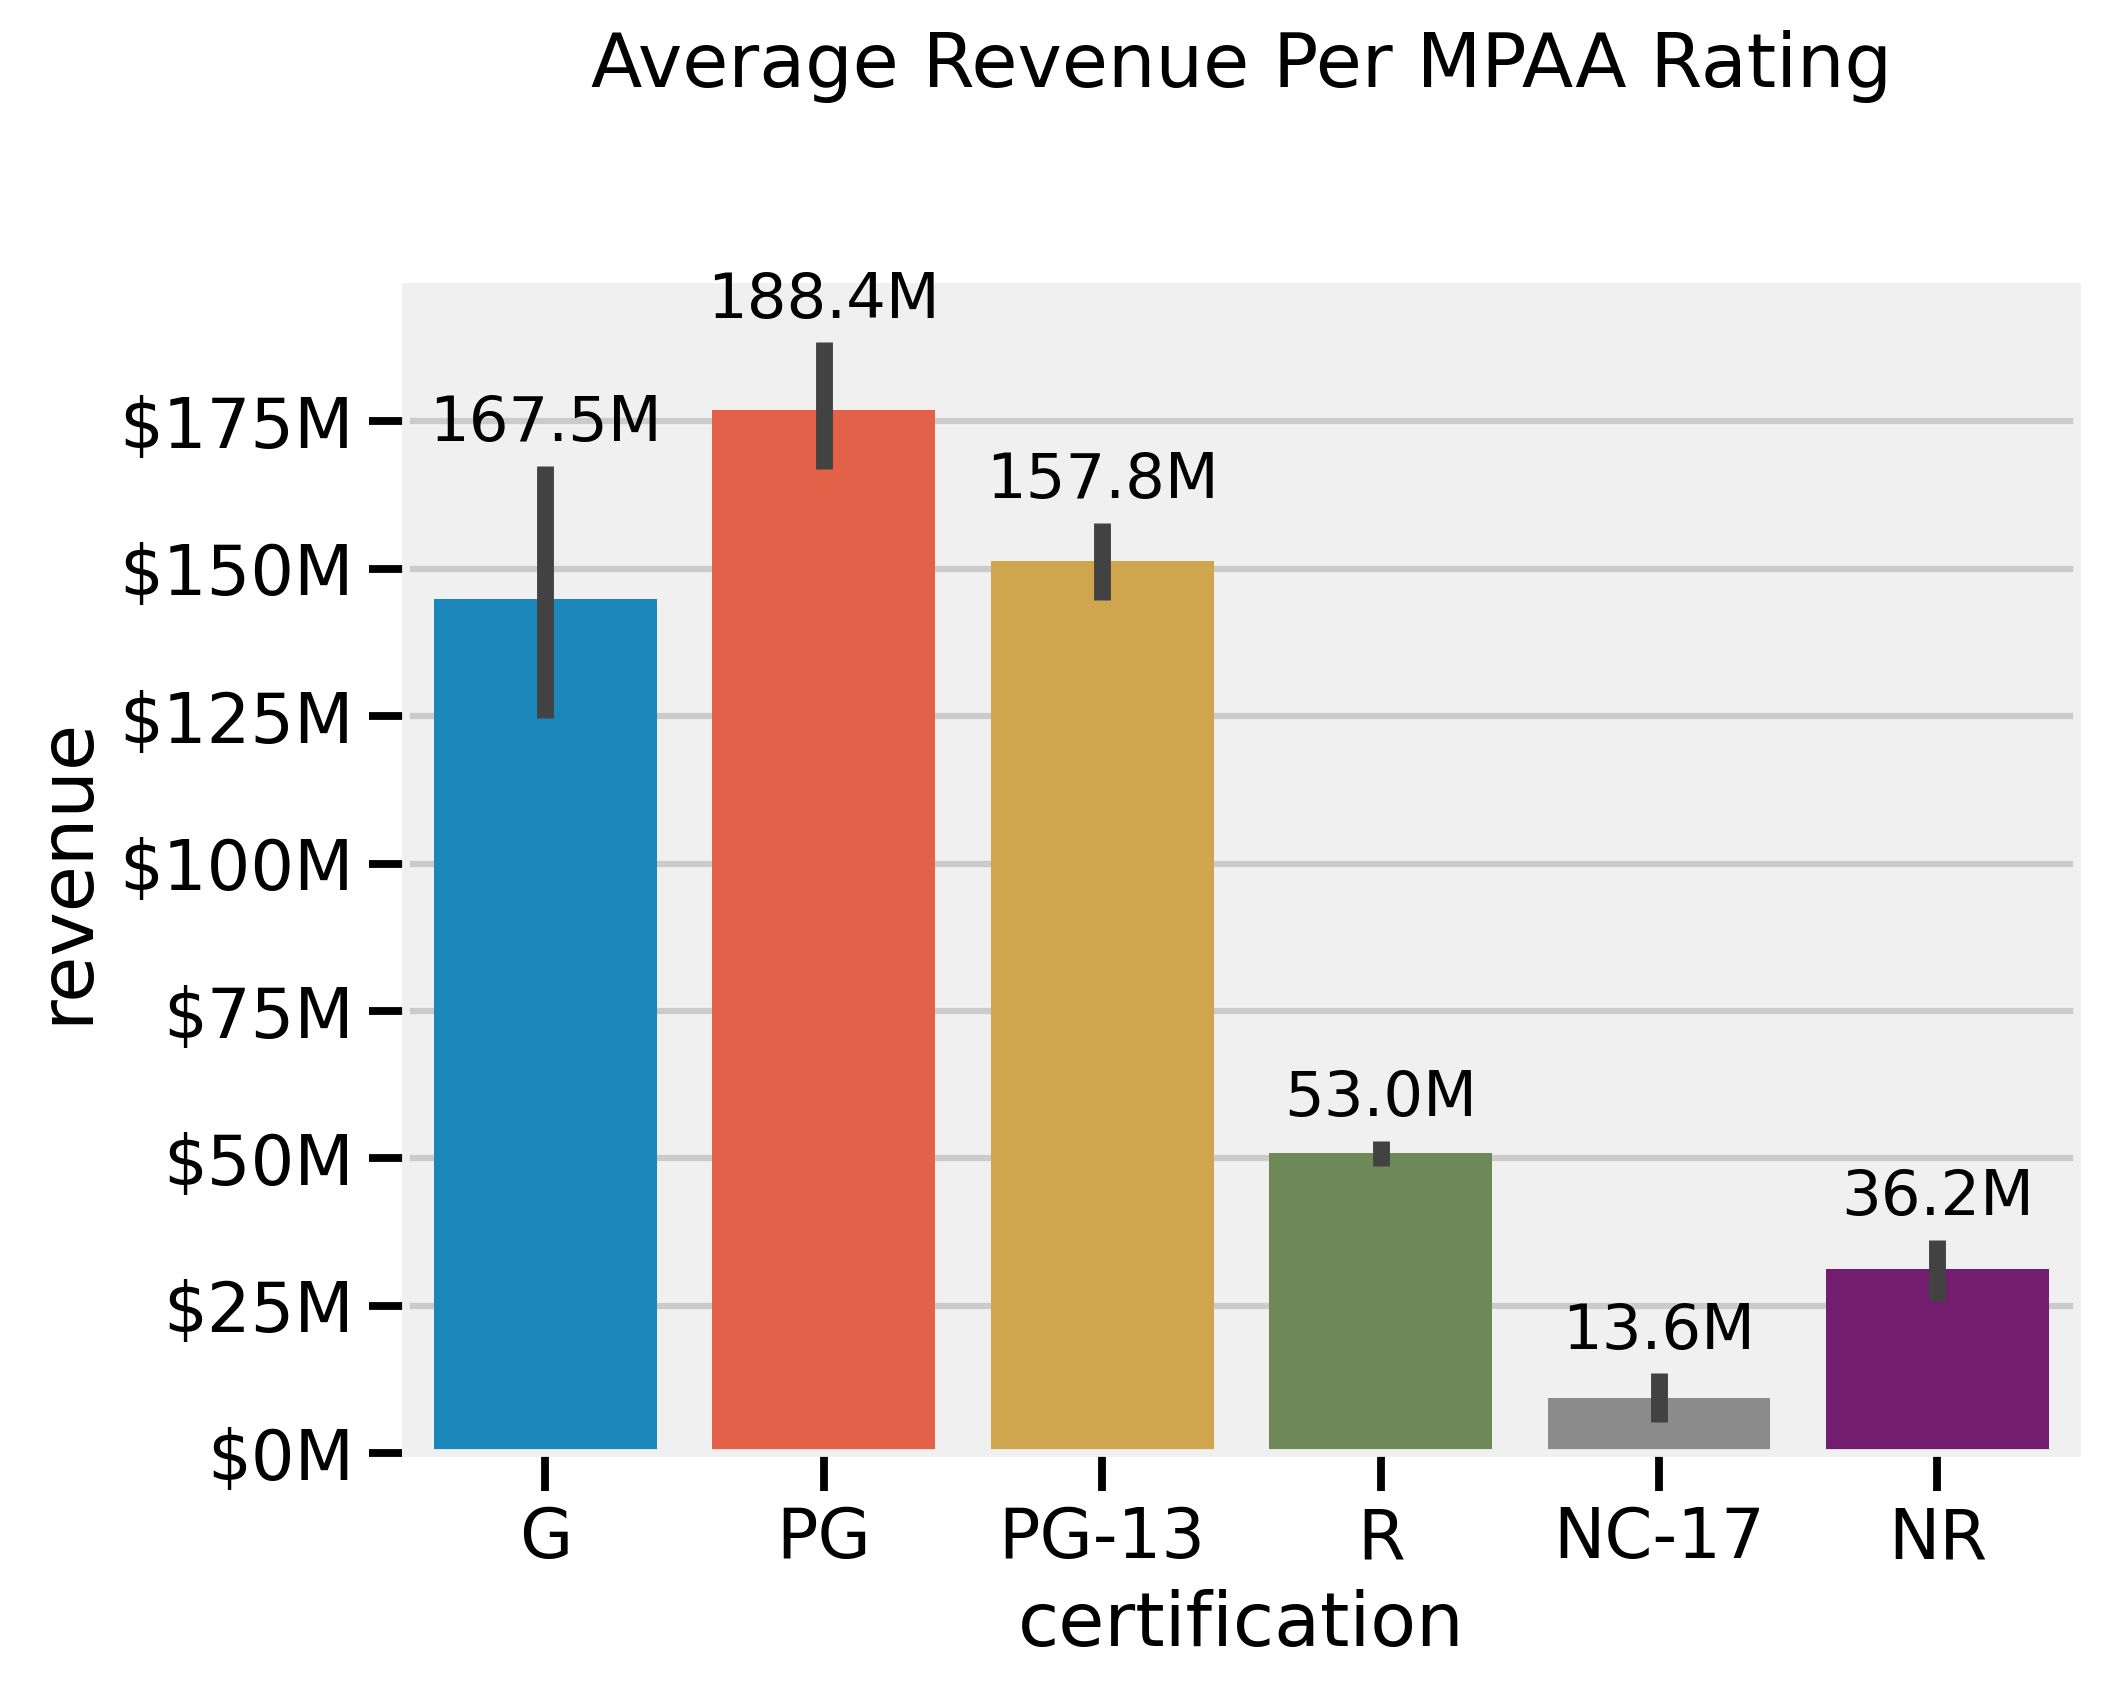 Average Revenue Per MPAA Rating
188.4M
167.5M
157.8M
53.0M
36.2M
13.6M
$175M
$150M
$125M
$100M
$75M
$50M
$25M
$0M
revenue
G PG PG-13 R NC-17 NR
certification